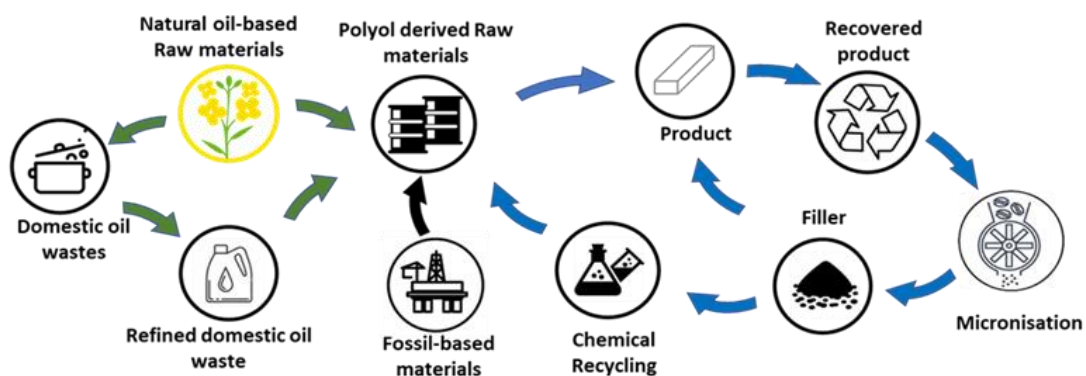 Natural oil-based
Raw materials
Polyol derived Raw
materials
Recovered
product
Product
Domestic oil
wastes
Filler
Refined domestic oil
waste
Fossil-based
materials
Chemical
Recycling
Micronisation